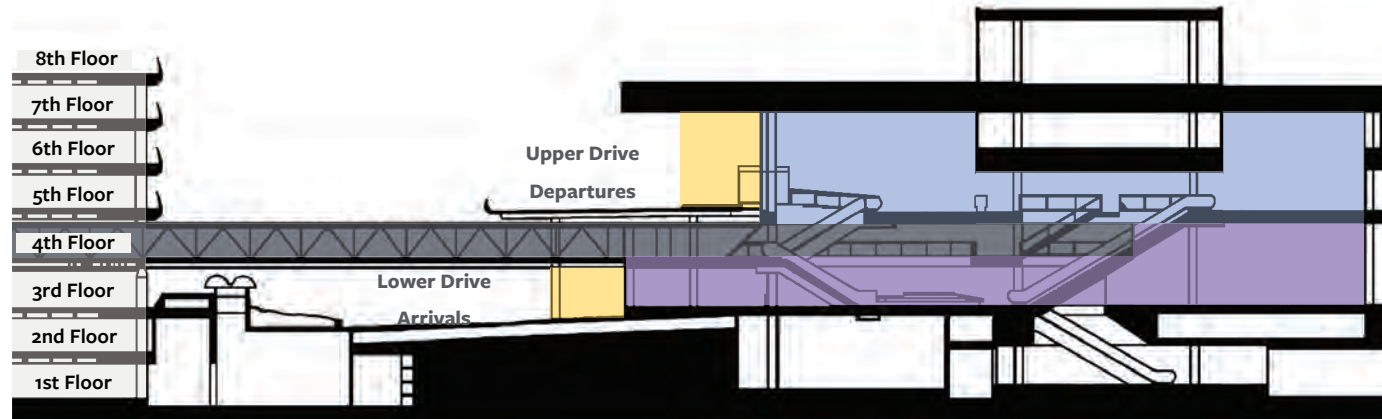 8th Floor
7th Floor
6th Floor
5th Floor
4th Floor
3rd Floor
2nd Floor
1st Floor
Upper Drive
Departures
Lower Drive
Arrivals